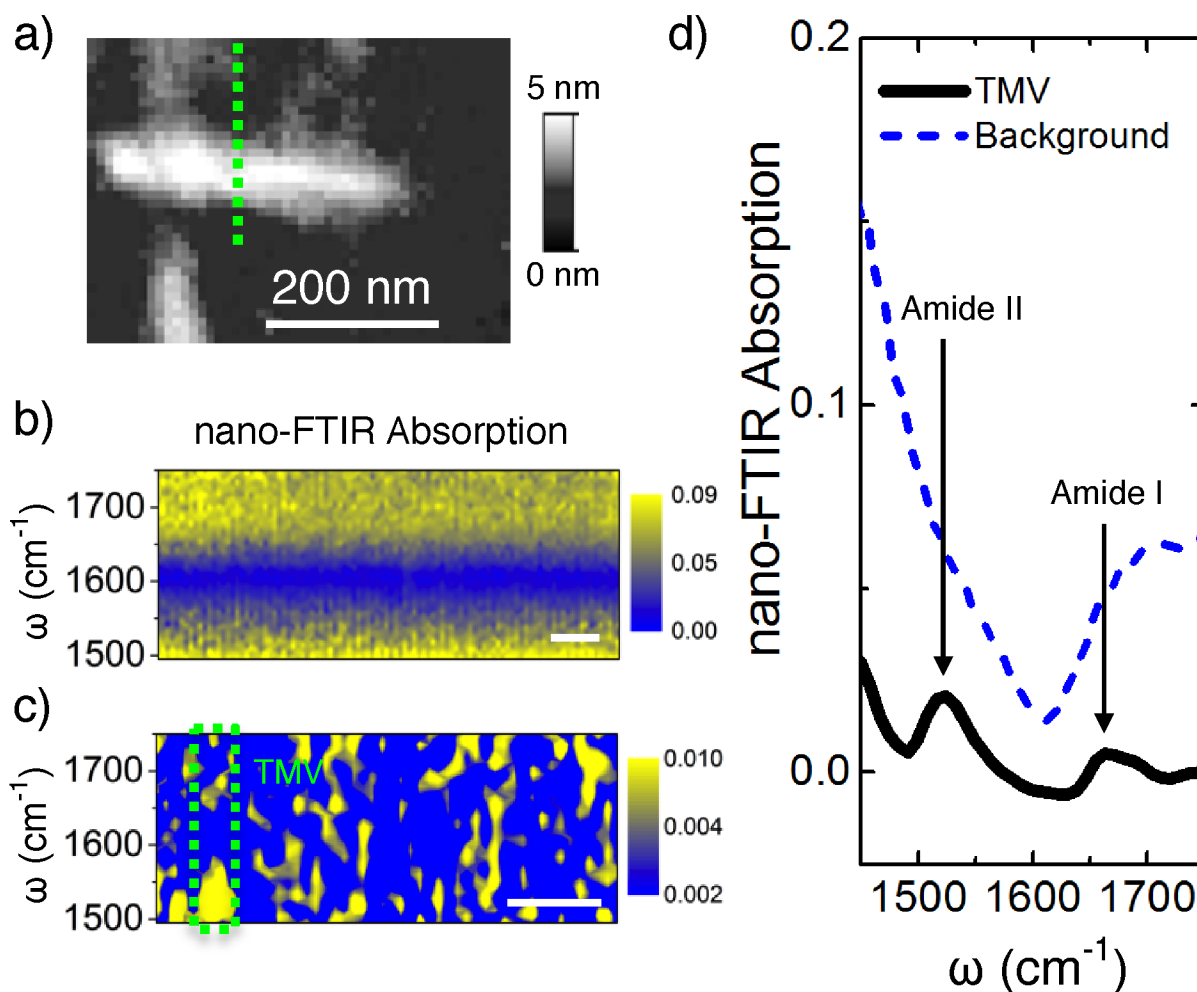 a)
5 nm
0 nm
200 nm
b)
nano-FTIR Absorption
ω (cm⁻¹)
1700
1600
1500
0.09
0.05
0.00
c)
ω (cm⁻¹)
1700
1600
1500
TMV
0.010
0.004
0.002
d)
nano-FTIR Absorption
0.2
0.1
0.0
TMV
Background
Amide II
Amide I
1500 1600 1700
ω (cm⁻¹)